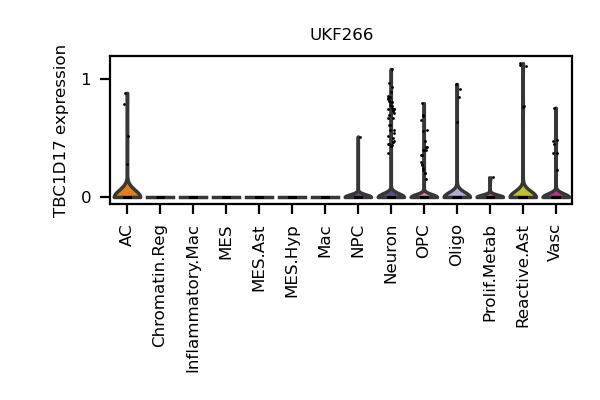 UKF266
TBC1D17 expression
1
0
AC
Chromatin.Reg
Inflammatory.Mac
MES
MES.Ast
MES.Hyp
Mac
NPC
Neuron
OPC
Oligo
Prolif.Metab
Reactive.Ast
Vasc